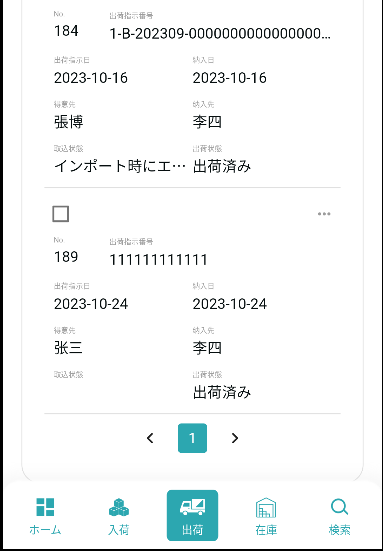 No 出荷指示番号
184 1-B-202309-0000000000000000...
出荷指示日 納入日
2023-10-16 2023-10-16
得意先 納入先
張博 李四
取込状態 出荷状態
インポート時にエ… 出荷済み
No 出荷指示番号
189 111111111111
出荷指示日 納入日
2023-10-24 2023-10-24
得意先 納入先
张三 李四
取込状態 出荷状態
出荷済み
1
ホーム 入荷 出荷 在庫 検索